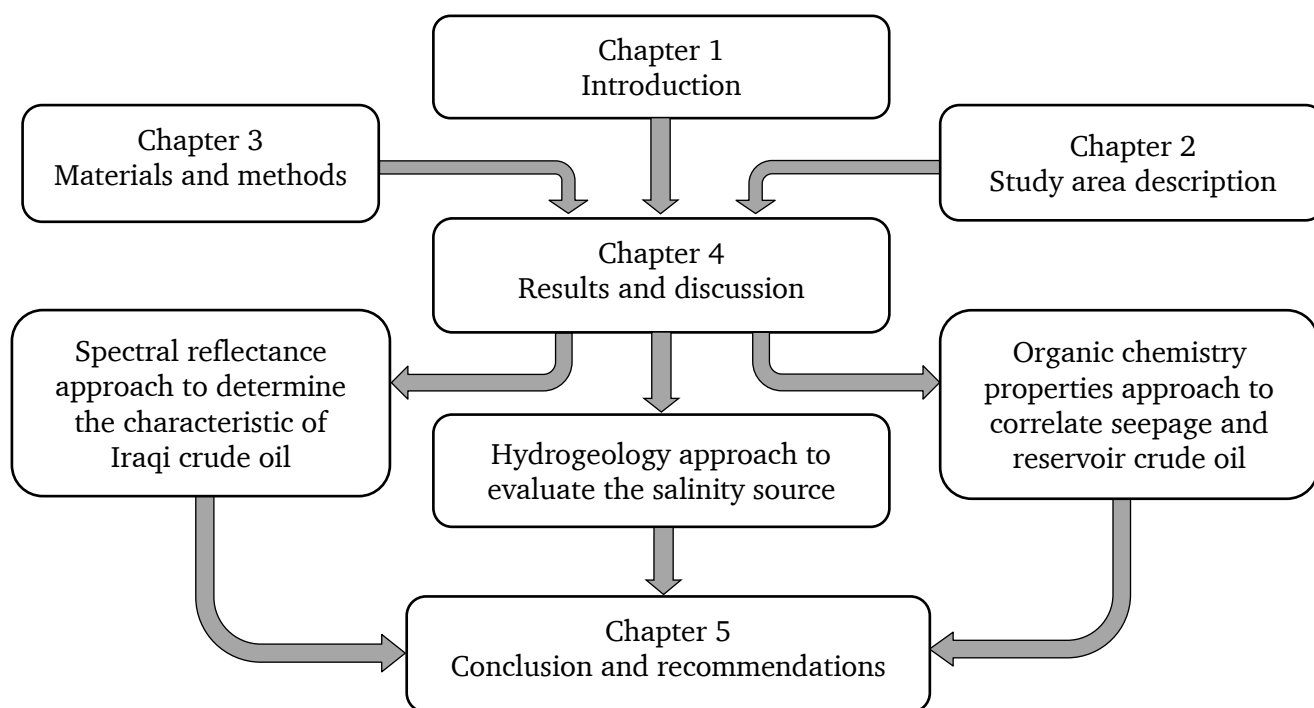 Chapter 1
Introduction
Chapter 3
Materials and methods
Chapter 2
Study area description
Chapter 4
Results and discussion
Spectral reflectance
approach to determine
the characteristic of
Iraqi crude oil
Hydrogeology approach to
evaluate the salinity source
Organic chemistry
properties approach to
correlate seepage and
reservoir crude oil
Chapter 5
Conclusion and recommendations